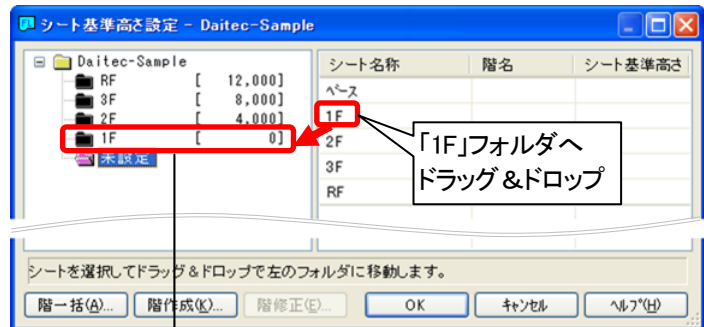 シート基準高さ設定 - Daitec-Sample
Daitec-Sample
RF [ 12,000]
3F [ 8,000]
2F [ 4,000]
1F [ 0]
未設定
シート名称 階名 シート基準高さ
ベース
1F
2F
3F
RF
「1F」フォルダへ
ドラッグ&ドロップ
シートを選択してドラッグ&ドロップで左のフォルダに移動します。
階一括(A)... 階作成(K)... 階修正(E)... OK キャンセル ヘルプ(H)